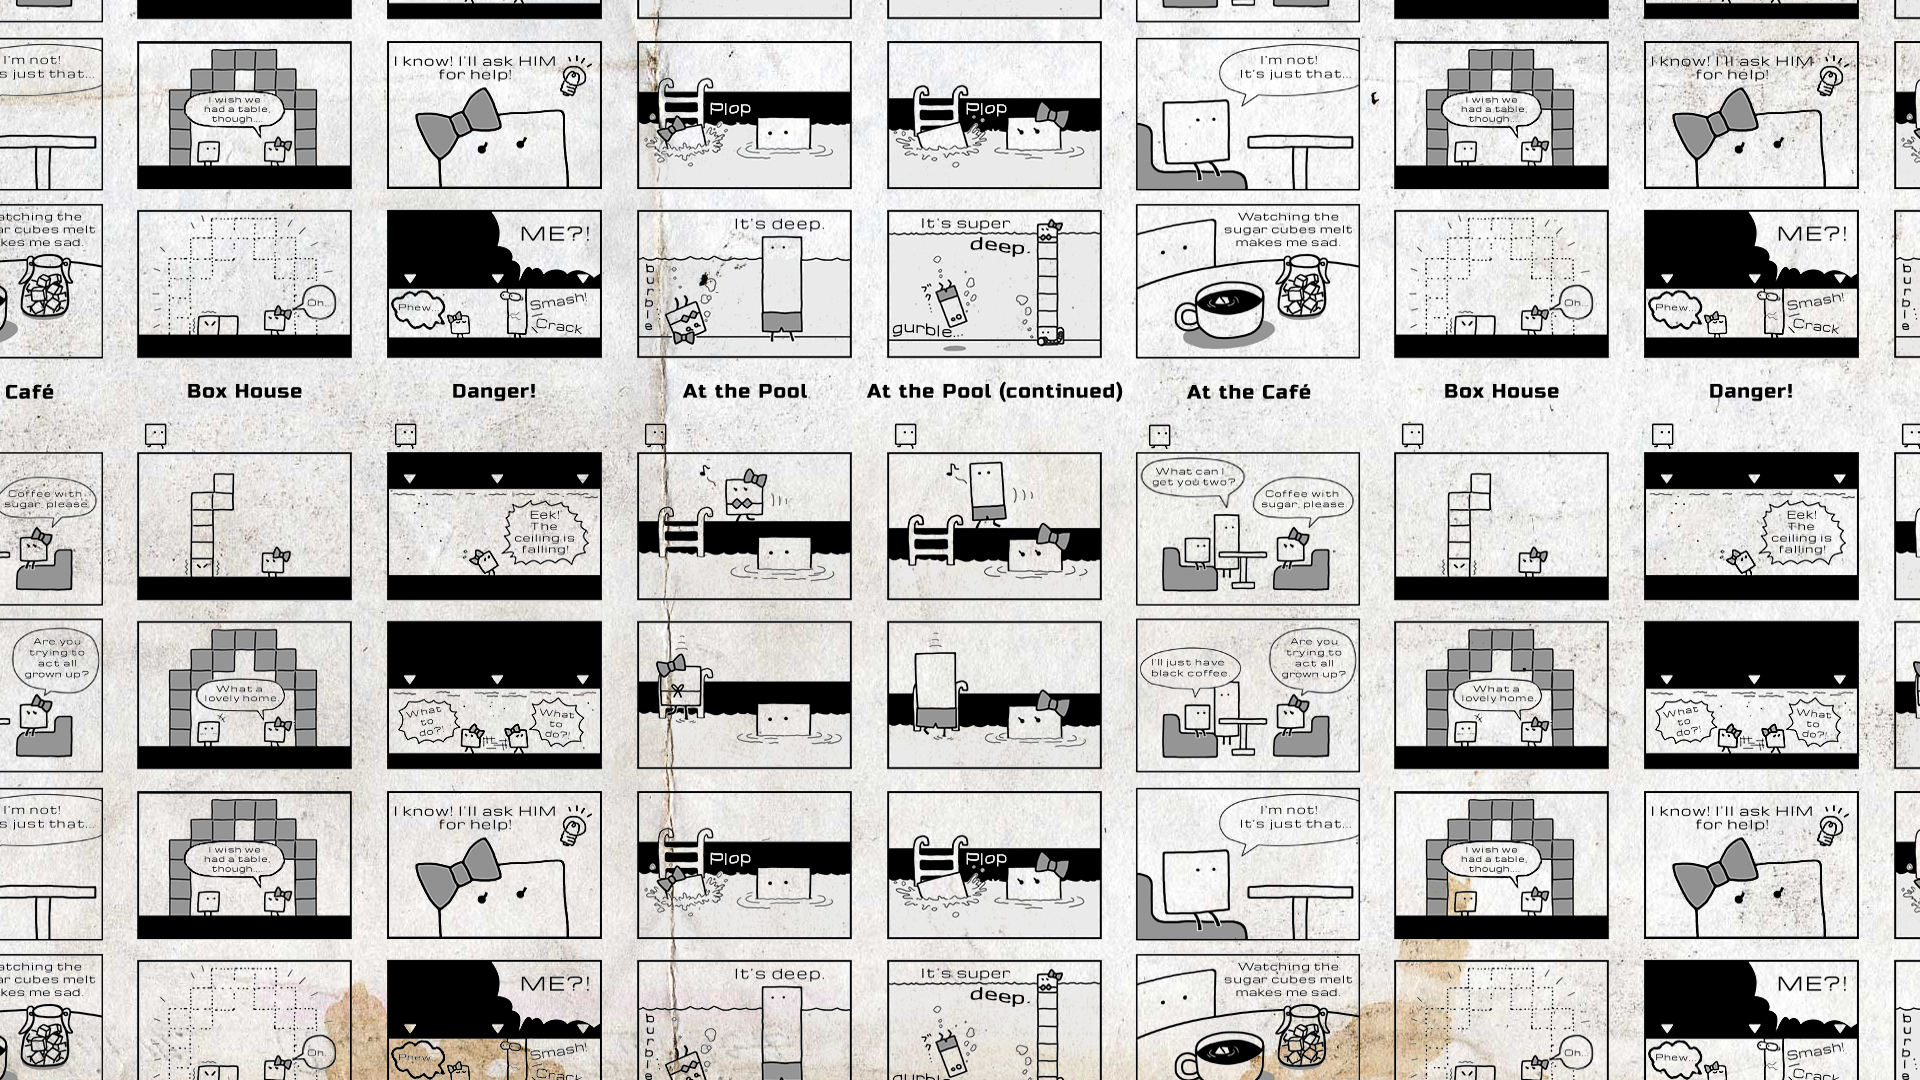 I'm not!
s just that...
I wish we
had a table,
though....
I know! I'll ask HIM
for help!
Plop
Plop
I'm not!
It's just that...
I wish we
had a table,
though....
I know! I'll ask HIM
for help!
atching the
ar cubes melt
kes me sad.
Oh...
ME?!
Phew...
Smash!
Crack
It's deep.
burble
It's super
deep.
gurble...
Watching the
sugar cubes melt
makes me sad.
Oh...
ME?!
Phew...
Smash!
Crack
burble
Café
Box House
Danger!
At the Pool
At the Pool (continued)
At the Café
Box House
Danger!
Coffee with
sugar, please.
Eek!
The
ceiling is
falling!
What can I
get you two?
Coffee with
sugar, please.
Eek!
The
ceiling is
falling!
Are you
trying to
act all
grown up?
What a
lovely home.
What
to
do?!
What
to
do?!
I'll just have
black coffee.
Are you
trying to
act all
grown up?
What a
lovely home.
What
to
do?!
What
to
do?!
I'm not!
s just that...
I wish we
had a table,
though....
I know! I'll ask HIM
for help!
Plop
Plop
I'm not!
It's just that...
I wish we
had a table,
though....
I know! I'll ask HIM
for help!
atching the
ar cubes melt
kes me sad.
Oh...
ME?!
Phew...
Smash!
Crack
It's deep.
burbl
It's super
deep.
gurble
Watching the
sugar cubes melt
makes me sad.
Oh...
ME?!
Phew...
Smash!
Crack
burbl